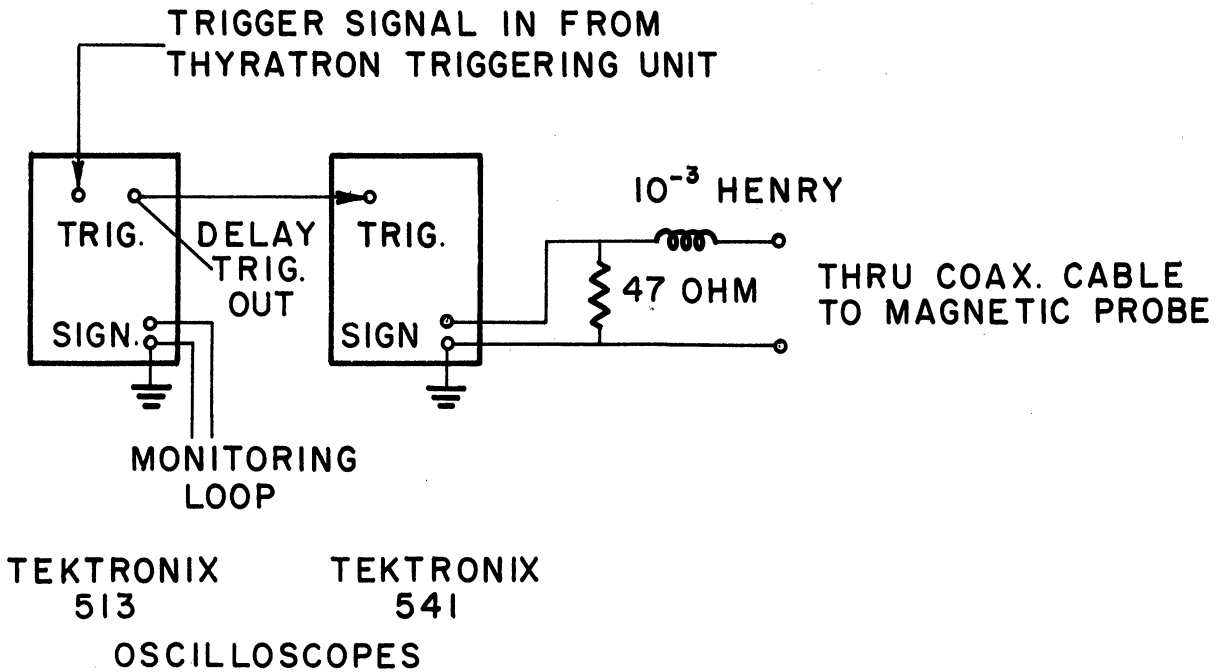 TRIGGER SIGNAL IN FROM
THYRATRON TRIGGERING UNIT
TRIG.
DELAY
TRIG.
OUT
SIGN.
MONITORING
LOOP
TRIG.
SIGN
10⁻³ HENRY
47 OHM
THRU COAX. CABLE
TO MAGNETIC PROBE
TEKTRONIX
513
TEKTRONIX
541
OSCILLOSCOPES